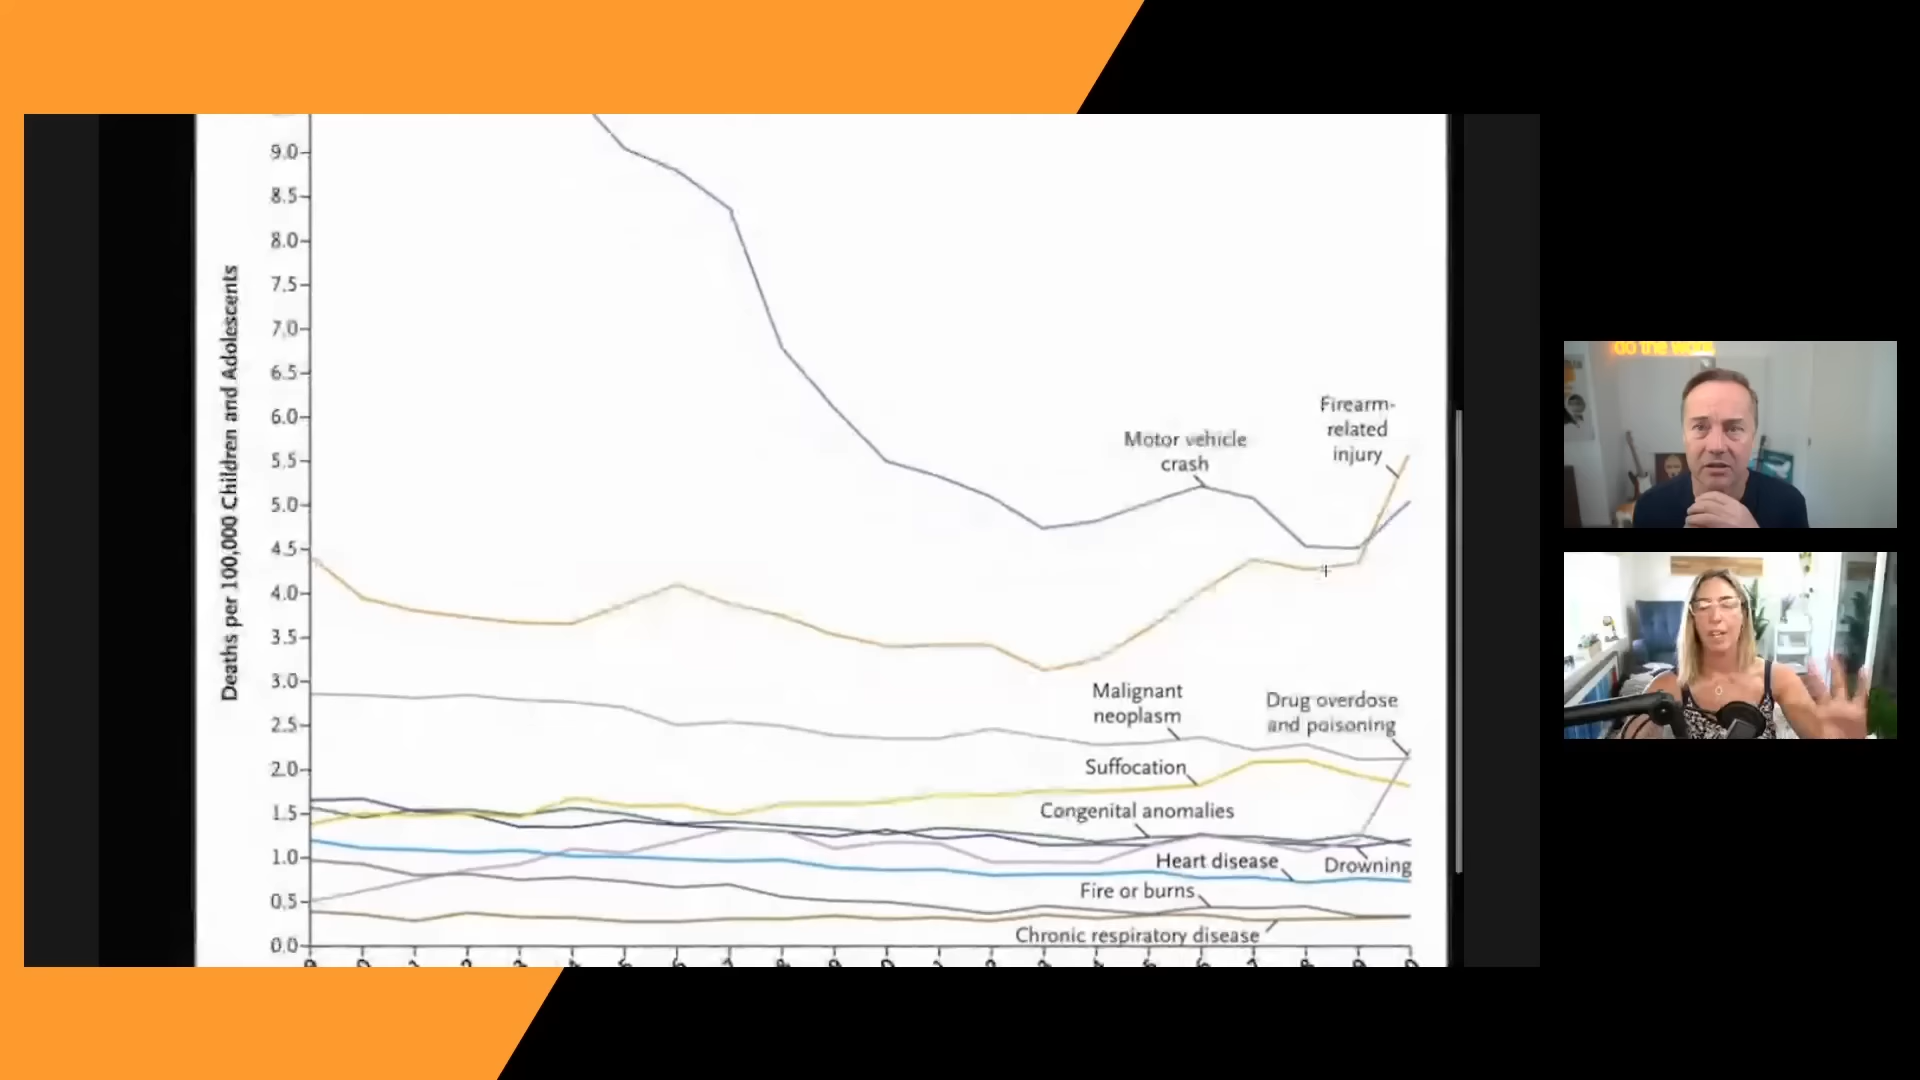 Deaths per 100,000 Children and Adolescents
9.0
8.5
8.0
7.5
7.0
6.5
6.0
5.5
5.0
4.5
4.0
3.5
3.0
2.5
2.0
1.5
1.0
0.5
0.0
Firearm-
related
injury
Motor vehicle
crash
Malignant
neoplasm
Drug overdose
and poisoning
Suffocation
Congenital anomalies
Heart disease
Drowning
Fire or burns
Chronic respiratory disease
do the work